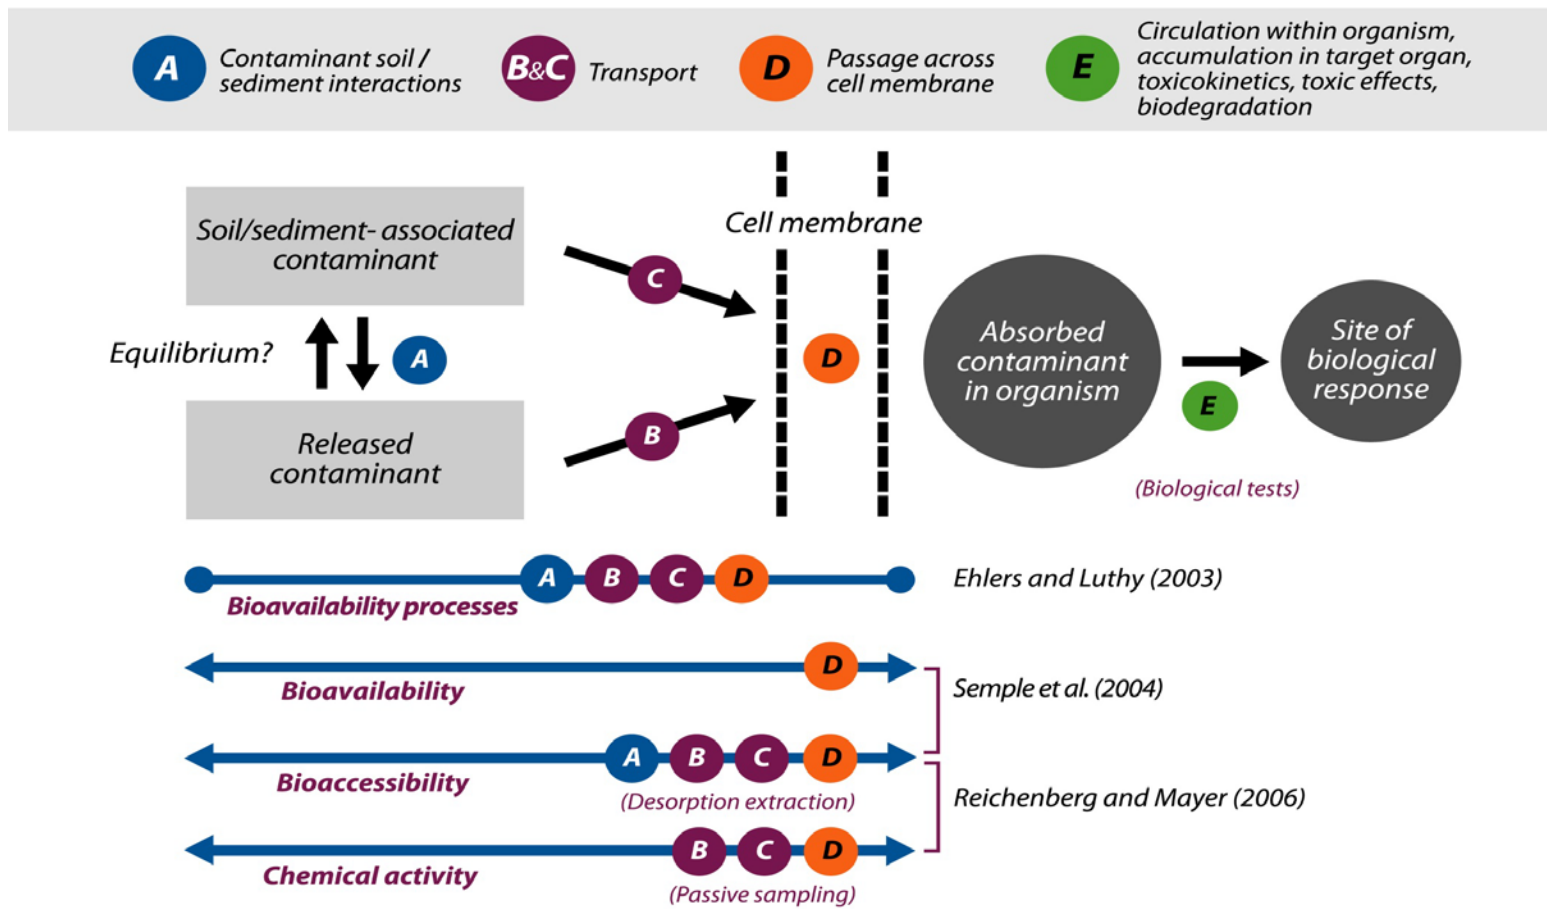 A
Contaminant soil /
sediment interactions
B&C
Transport
D
Passage across
cell membrane
E
Circulation within organism,
accumulation in target organ,
toxicokinetics, toxic effects,
biodegradation
Soil/sediment- associated
contaminant
Equilibrium?
A
Released
contaminant
C
B
Cell membrane
D
Absorbed
contaminant
in organism
E
Site of
biological
response
(Biological tests)
A B C D
Bioavailability processes
Ehlers and Luthy (2003)
D
Bioavailability
Semple et al. (2004)
A B C D
Bioaccessibility
(Desorption extraction)
Reichenberg and Mayer (2006)
B C D
Chemical activity
(Passive sampling)